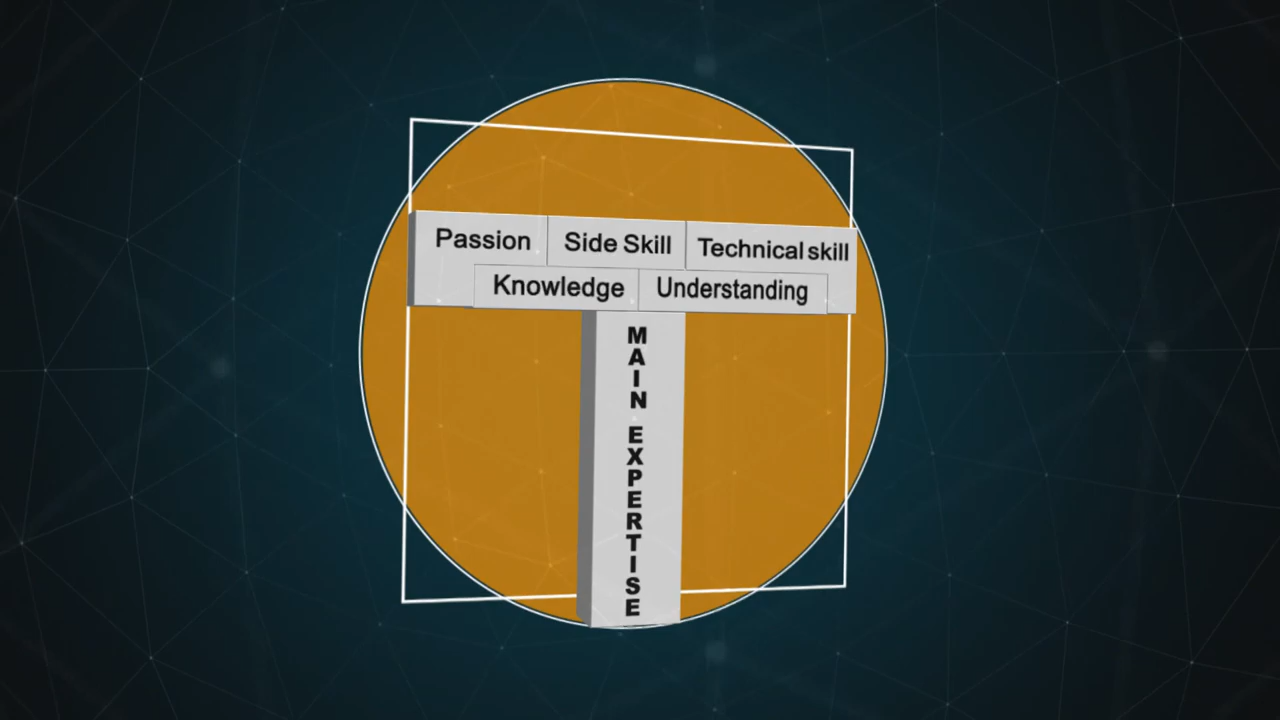 Passion Side Skill Technical skill
Knowledge Understanding
MAIN EXPERTISE